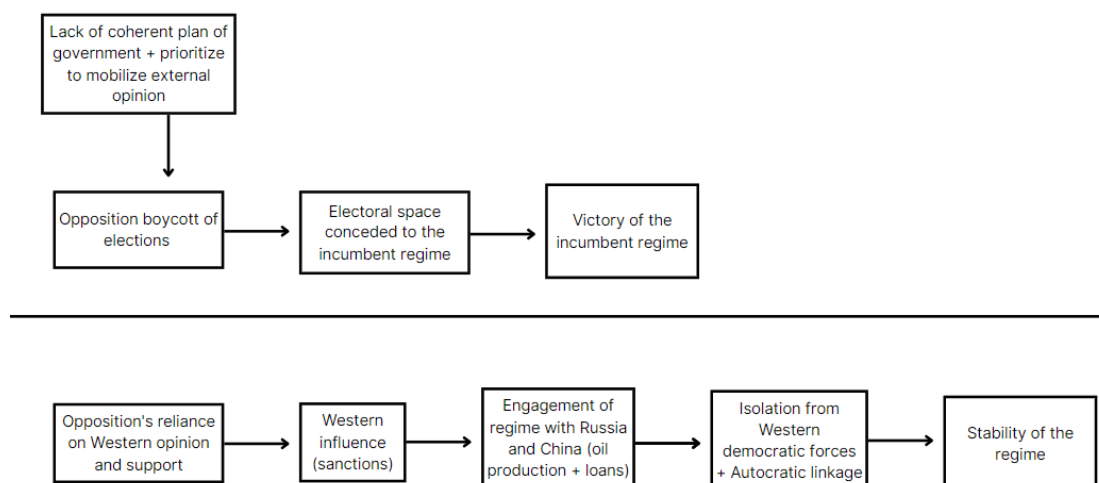 Lack of coherent plan of
government + prioritize
to mobilize external
opinion
Opposition boycott of
elections
Electoral space
conceded to the
incumbent regime
Victory of the
incumbent regime
Opposition's reliance
on Western opinion
and support
Western
influence
(sanctions)
Engagement of
regime with Russia
and China (oil
production + loans)
Isolation from
Western
democratic forces
+ Autocratic linkage
Stability of the
regime